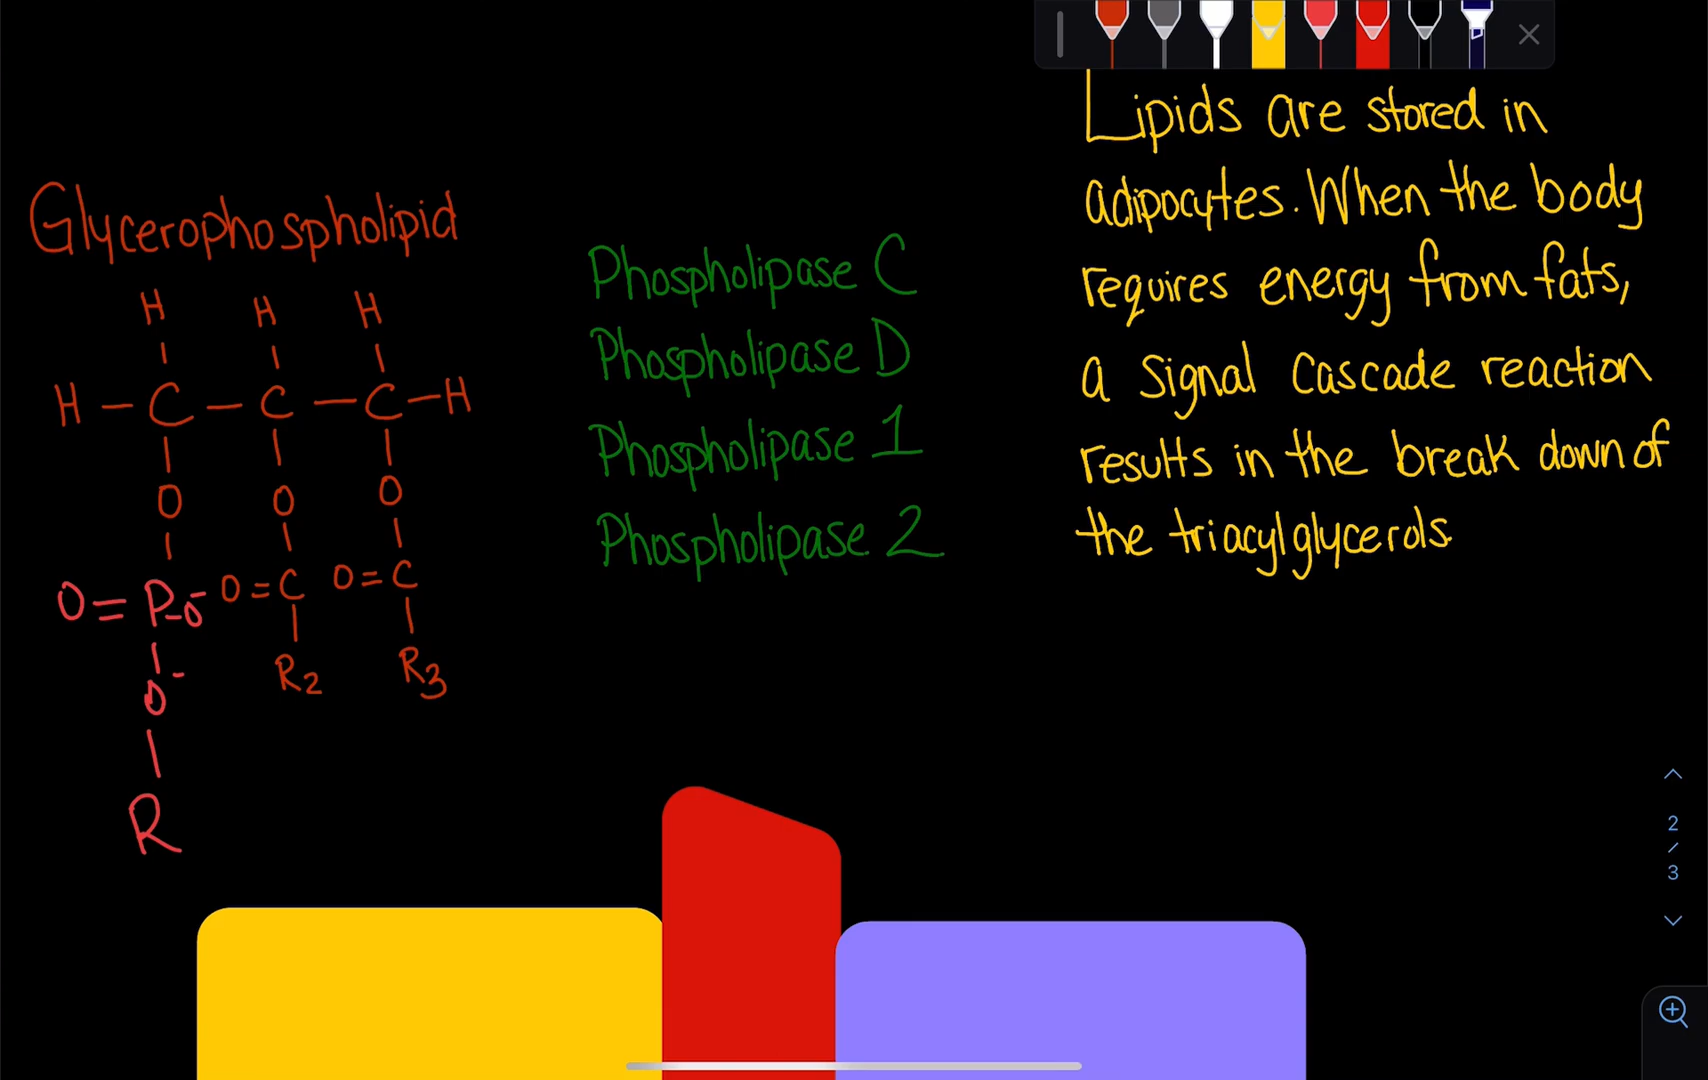 Glycerophospholipid
H H H
H - C - C - C - H
O O O
O = P - O⁻ O = C O = C
O⁻ R2 R3
R
Phospholipase C
Phospholipase D
Phospholipase 1
Phospholipase 2
Lipids are stored in
adipocytes. When the body
requires energy from fats,
a signal cascade reaction
results in the break down of
the triacylglycerols.
2
/
3